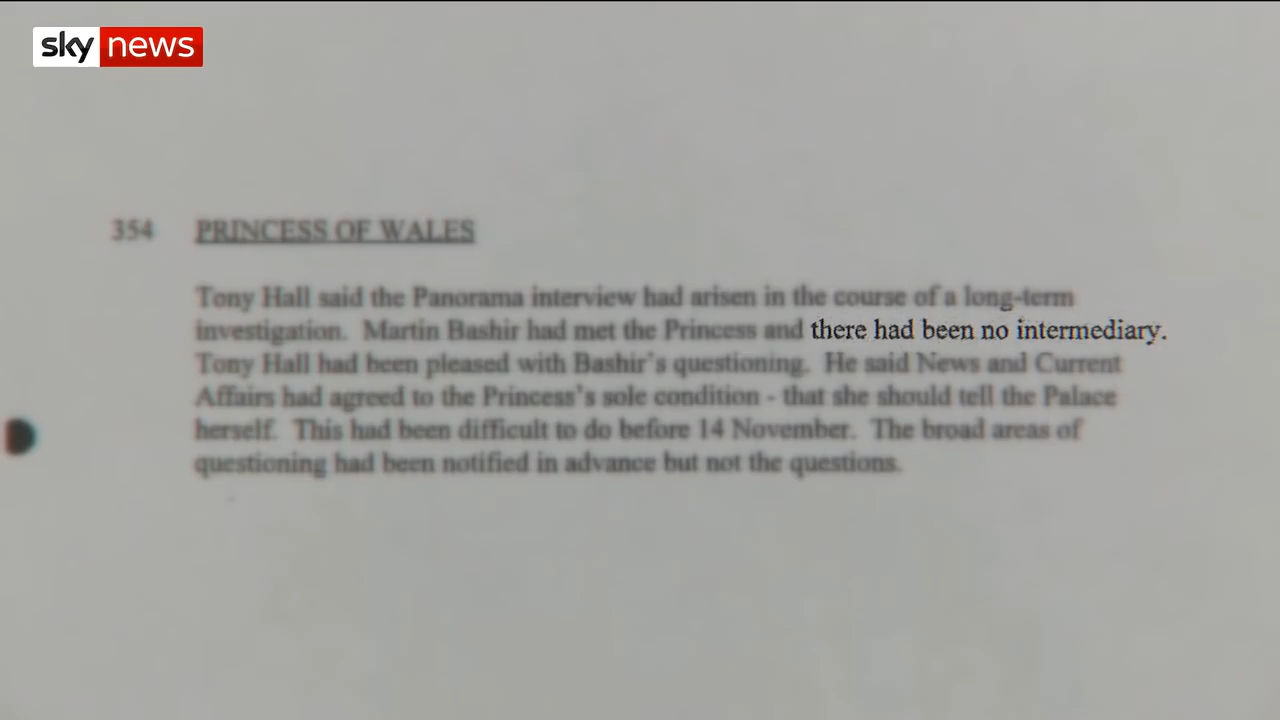 sky news
354 PRINCESS OF WALES
Tony Hall said the Panorama interview had arisen in the course of a long-term
investigation. Martin Bashir had met the Princess and there had been no intermediary.
Tony Hall had been pleased with Bashir's questioning. He said News and Current
Affairs had agreed to the Princess's sole condition - that she should tell the Palace
herself. This had been difficult to do before 14 November. The broad areas of
questioning had been notified in advance but not the questions.